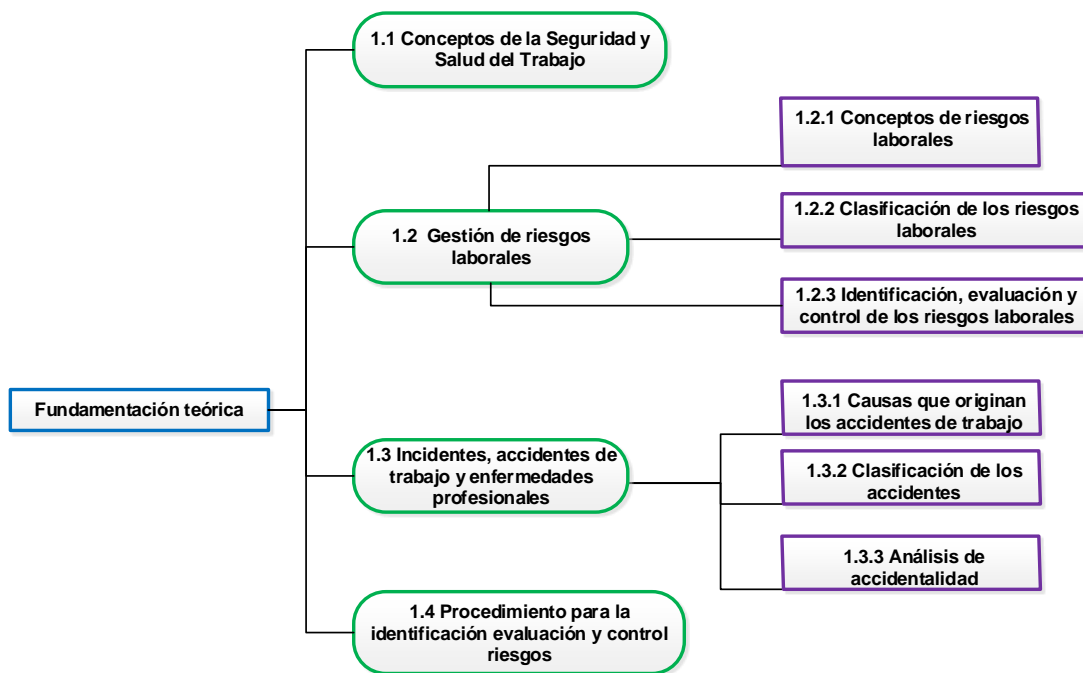 1.1 Conceptos de la Seguridad y
Salud del Trabajo
1.2.1 Conceptos de riesgos
laborales
1.2 Gestión de riesgos
laborales
1.2.2 Clasificación de los riesgos
laborales
1.2.3 Identificación, evaluación y
control de los riesgos laborales
Fundamentación teórica
1.3 Incidentes, accidentes de
trabajo y enfermedades
profesionales
1.3.1 Causas que originan
los accidentes de trabajo
1.3.2 Clasificación de los
accidentes
1.3.3 Análisis de
accidentalidad
1.4 Procedimiento para la
identificación evaluación y control
riesgos